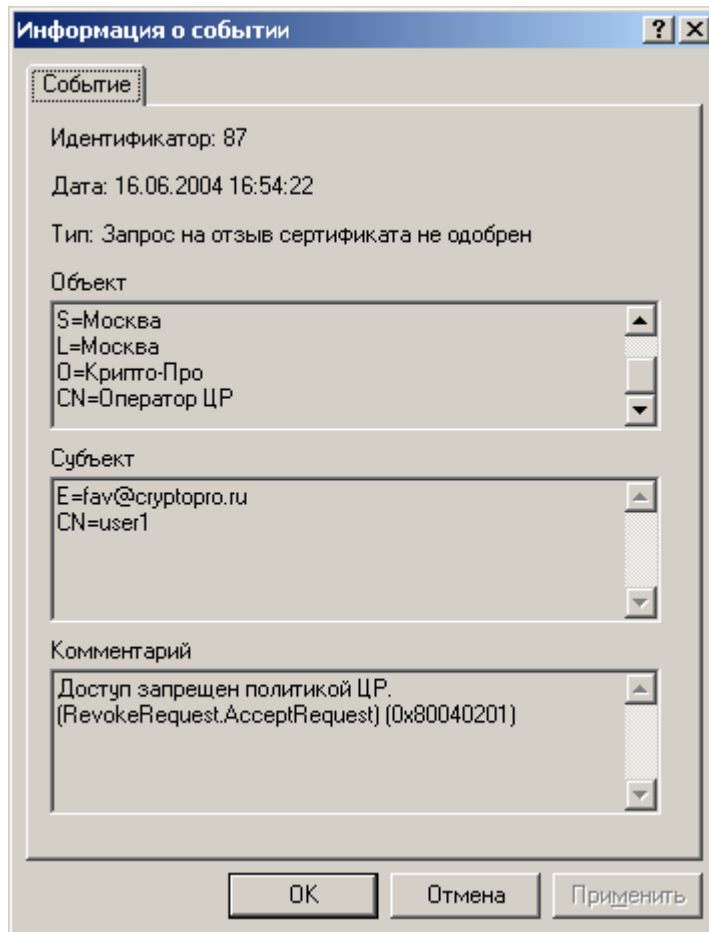 Информация о событии
Событие
Идентификатор: 87
Дата: 16.06.2004 16:54:22
Тип: Запрос на отзыв сертификата не одобрен
Объект
S=Москва
L=Москва
O=Крипто-Про
CN=Оператор ЦР
Субъект
E=fav@cryptopro.ru
CN=user1
Комментарий
Доступ запрещен политикой ЦР.
(RevokeRequest.AcceptRequest) (0x80040201)
OK
Отмена
Применить